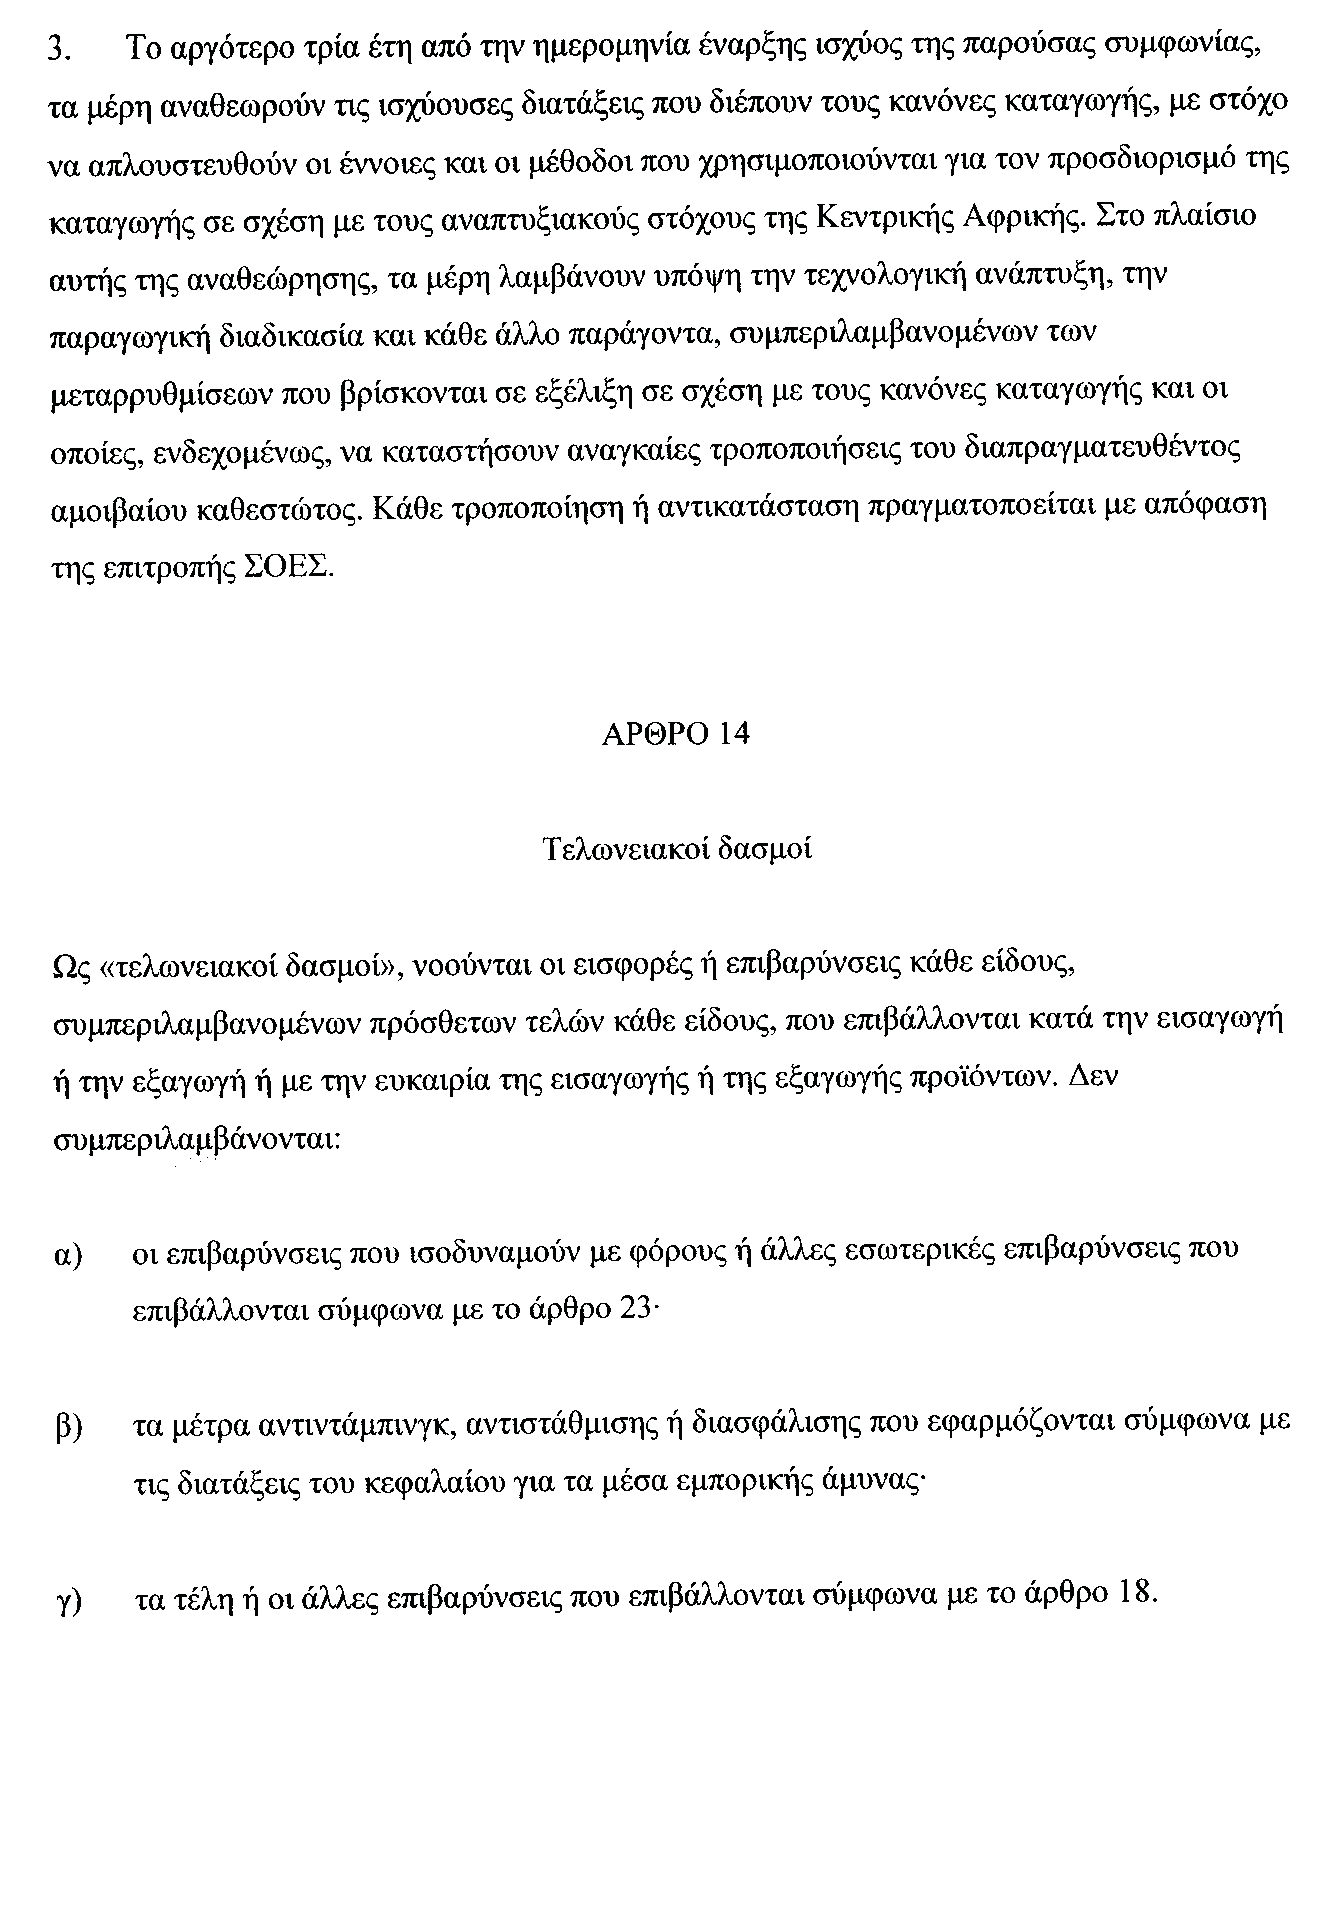 3. Το αργότερο τρία έτη από την ημερομηνία έναρξης ισχύος της παρούσας συμφωνίας,
τα μέρη αναθεωρούν τις ισχύουσες διατάξεις που διέπουν τους κανόνες καταγωγής, με στόχο
να απλουστευθούν οι έννοιες και οι μέθοδοι που χρησιμοποιούνται για τον προσδιορισμό της
καταγωγής σε σχέση με τους αναπτυξιακούς στόχους της Κεντρικής Αφρικής. Στο πλαίσιο
αυτής της αναθεώρησης, τα μέρη λαμβάνουν υπόψη την τεχνολογική ανάπτυξη, την
παραγωγική διαδικασία και κάθε άλλο παράγοντα, συμπεριλαμβανομένων των
μεταρρυθμίσεων που βρίσκονται σε εξέλιξη σε σχέση με τους κανόνες καταγωγής και οι
οποίες, ενδεχομένως, να καταστήσουν αναγκαίες τροποποιήσεις του διαπραγματευθέντος
αμοιβαίου καθεστώτος. Κάθε τροποποίηση ή αντικατάσταση πραγματοποείται με απόφαση
της επιτροπής ΣΟΕΣ.
ΑΡΘΡΟ 14
Τελωνειακοί δασμοί
Ως «τελωνειακοί δασμοί», νοούνται οι εισφορές ή επιβαρύνσεις κάθε είδους,
συμπεριλαμβανομένων πρόσθετων τελών κάθε είδους, που επιβάλλονται κατά την εισαγωγή
ή την εξαγωγή ή με την ευκαιρία της εισαγωγής ή της εξαγωγής προϊόντων. Δεν
συμπεριλαμβάνονται:
α) οι επιβαρύνσεις που ισοδυναμούν με φόρους ή άλλες εσωτερικές επιβαρύνσεις που
επιβάλλονται σύμφωνα με το άρθρο 23·
β) τα μέτρα αντιντάμπινγκ, αντιστάθμισης ή διασφάλισης που εφαρμόζονται σύμφωνα με
τις διατάξεις του κεφαλαίου για τα μέσα εμπορικής άμυνας·
γ) τα τέλη ή οι άλλες επιβαρύνσεις που επιβάλλονται σύμφωνα με το άρθρο 18.